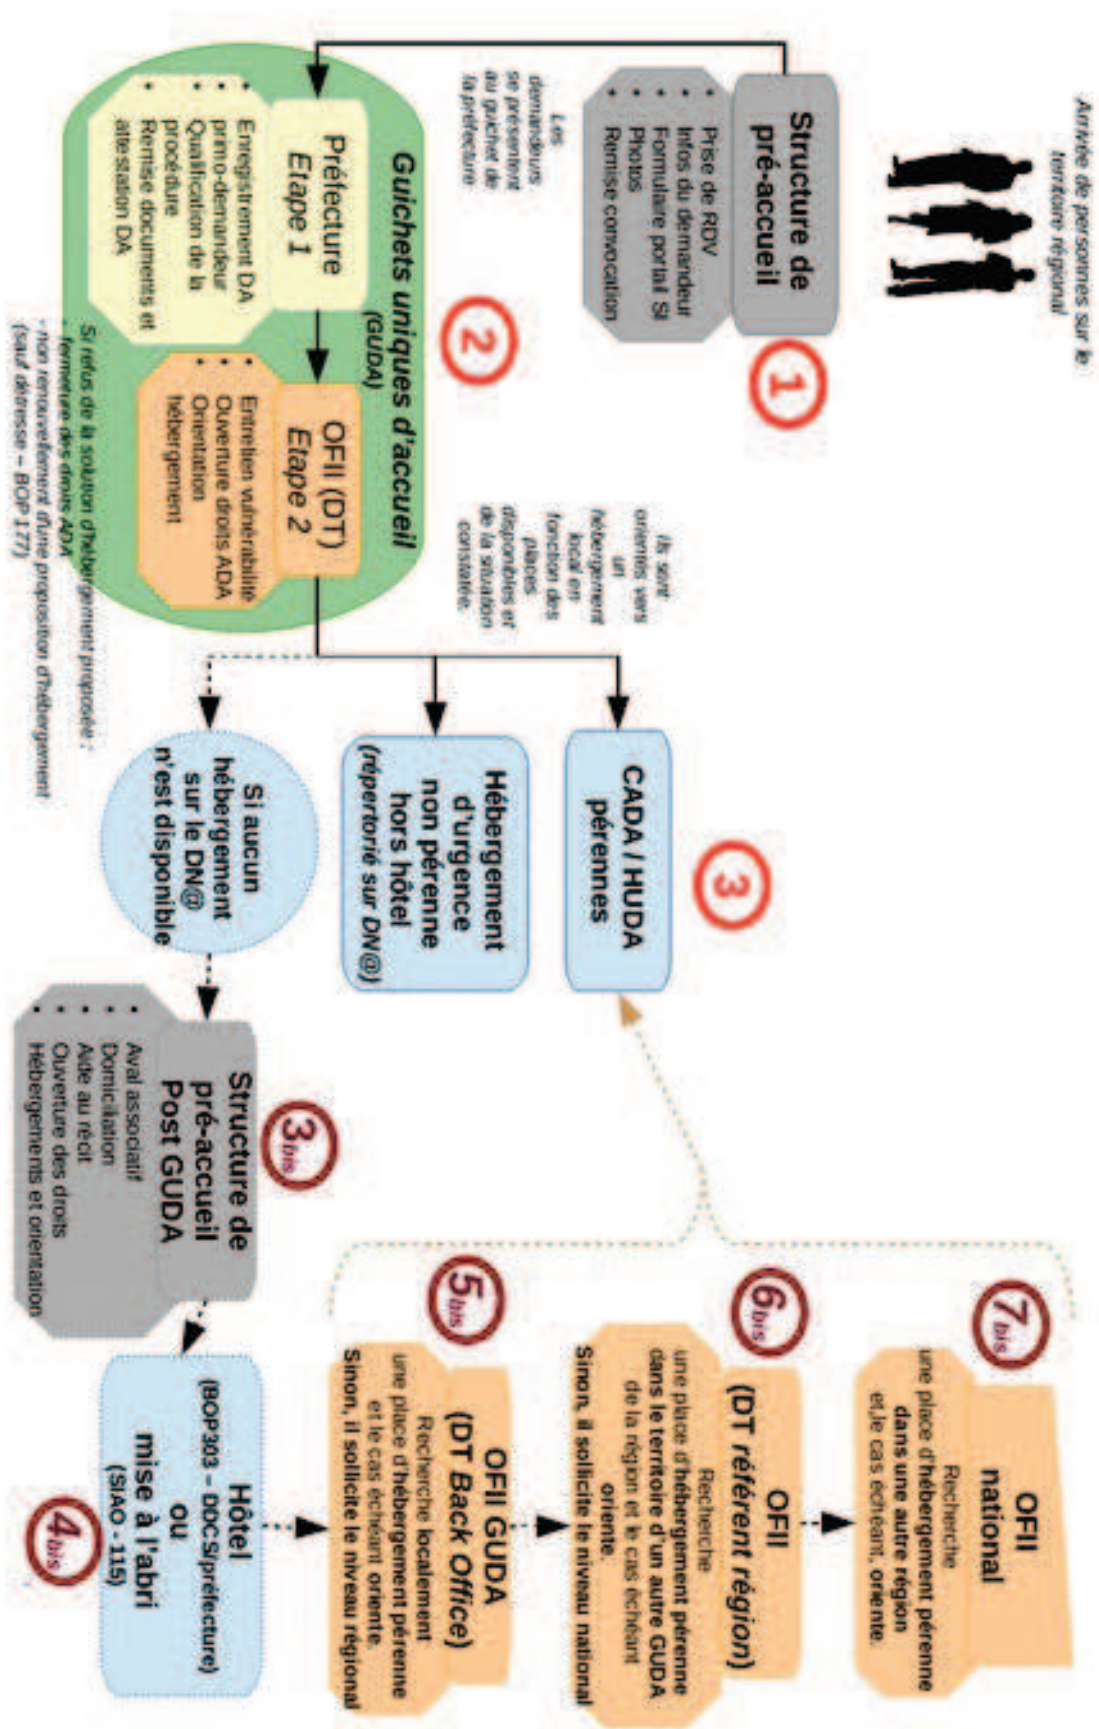 Arrivée de personnes sur le
territoire régional
Structure de
pré-accueil
• Prise de RDV
• Infos du demandeur
• Formulaire portail SI
• Photos
• Remise convocation
1
Les
demandeurs
se présentent
au guichet de
la préfecture
2
Guichets uniques d'accueil
(GUDA)
Préfecture
Etape 1
• Enregistrement DA
primo-demandeur
• Qualification de la
procédure
• Remise documents et
attestation DA
OFII (DT)
Etape 2
• Entretien vulnérabilité
• Ouverture droits ADA
• Orientation
hébergement
Si refus de la solution d'hébergement proposée :
- fermeture des droits ADA
- non renouvellement d'une proposition d'hébergement
(sauf détresse – BOP 177)
Ils sont
orientés vers
un
hébergement
local en
fonction des
places
disponibles et
de la situation
constatée.
3
CADA / HUDA
pérennes
Hébergement
d'urgence
non pérenne
hors hôtel
(répertorié sur DN@)
Si aucun
hébergement
sur le DN@
n'est disponible
3bis
Structure de
pré-accueil
Post GUDA
• Aval associatif
• Domiciliation
• Aide au récit
• Ouverture des droits
• Hébergements et orientation
Hôtel
(BOP303 – DDCS/préfecture)
ou
mise à l'abri
(SIAO - 115)
4bis
5bis
OFII GUDA
(DT Back Office)
Recherche localement
une place d'hébergement pérenne
et le cas échéant oriente.
Sinon, il sollicite le niveau régional
6bis
OFII
(DT référent région)
Recherche
une place d'hébergement pérenne
dans le territoire d'un autre GUDA
de la région et le cas échéant
oriente.
Sinon, il sollicite le niveau national
7bis
OFII
national
Recherche
une place d'hébergement pérenne
dans une autre région
et,le cas échéant, oriente.